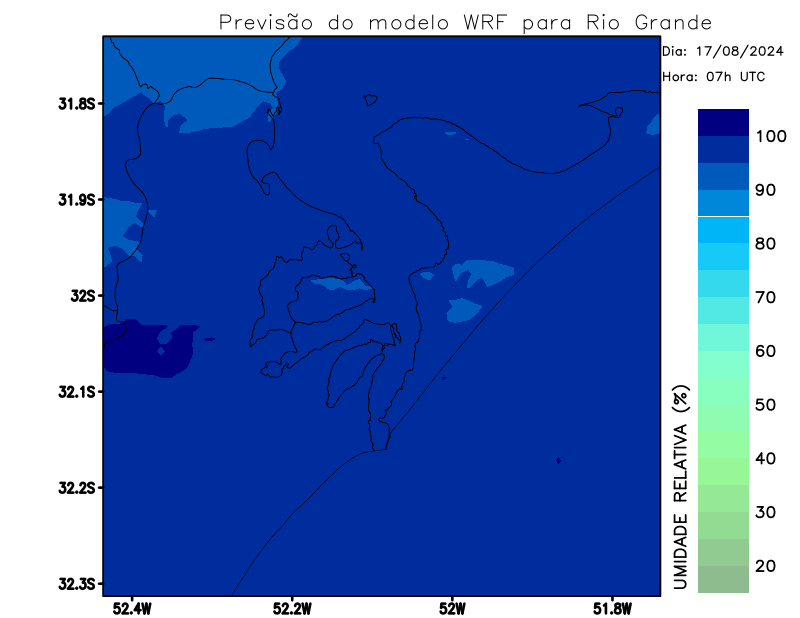 Previsão do modelo WRF para Rio Grande
Dia: 17/08/2024
Hora: 07h UTC
31.8S
31.9S
32S
32.1S
32.2S
32.3S
52.4W
52.2W
52W
51.8W
100
90
80
70
60
50
40
30
20
UMIDADE RELATIVA (%)